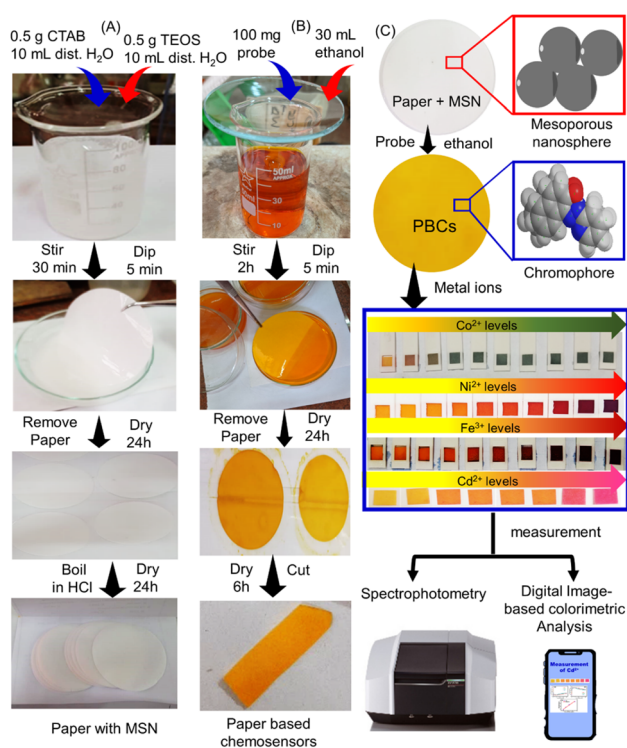 (A)
0.5 g CTAB
10 mL dist. H₂O
0.5 g TEOS
10 mL dist. H₂O
Stir
30 min
Dip
5 min
Remove
Paper
Dry
24h
Boil
in HCl
Dry
24h
Paper with MSN
(B)
100 mg
probe
30 mL
ethanol
50ml
APPROX
30
10
Stir
2h
Dip
5 min
Remove
Paper
Dry
24h
Dry
6h
Cut
Paper based
chemosensors
(C)
Paper + MSN
Mesoporous
nanosphere
Probe
ethanol
PBCs
Chromophore
Metal ions
Co²⁺ levels
Ni²⁺ levels
Fe³⁺ levels
Cd²⁺ levels
measurement
Spectrophotometry
Digital Image-
based colorimetric
Analysis
Measurement
of Cd²⁺